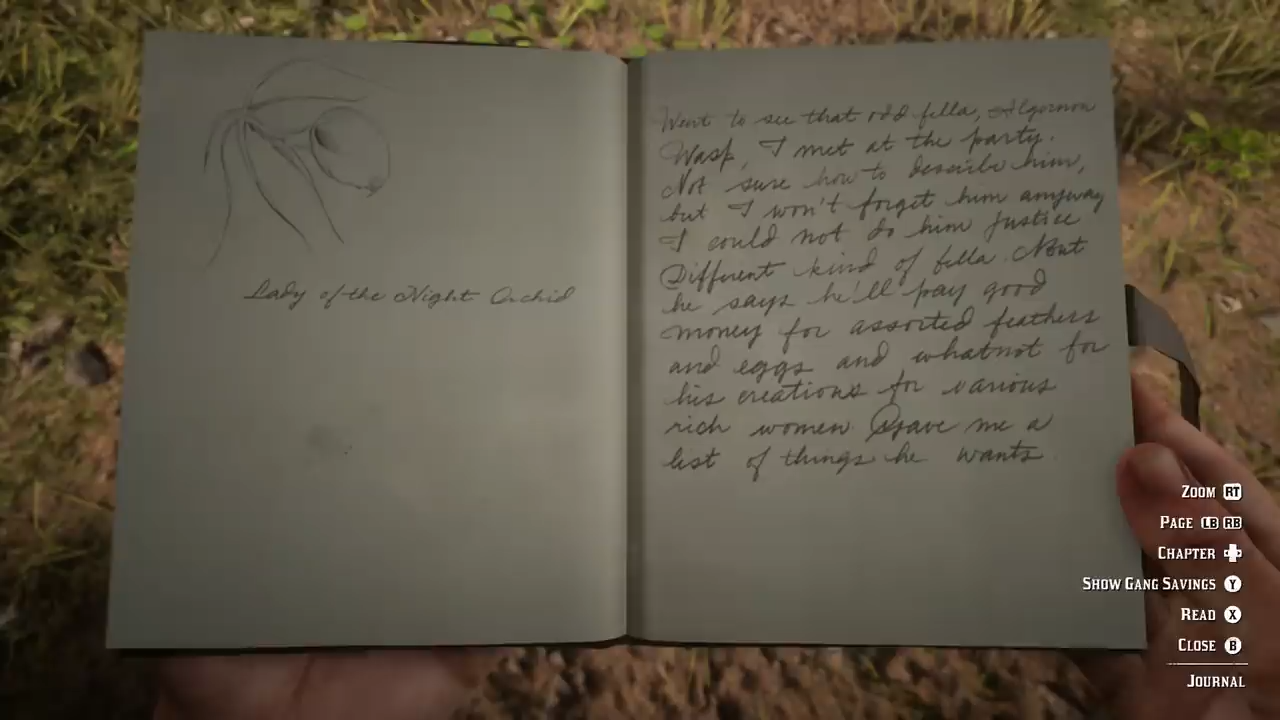 Lady of the Night Orchid
Went to see that odd fella, Algernon
Wasp, I met at the party.
Not sure how to describe him,
but I won't forget him anyway
I could not do him justice
Different kind of fella. But
he says he'll pay good
money for assorted feathers
and eggs and whatnot for
his creations for various
rich women. Gave me a
list of things he wants.
ZOOM RT
PAGE LB RB
CHAPTER
SHOW GANG SAVINGS Y
READ X
CLOSE B
JOURNAL